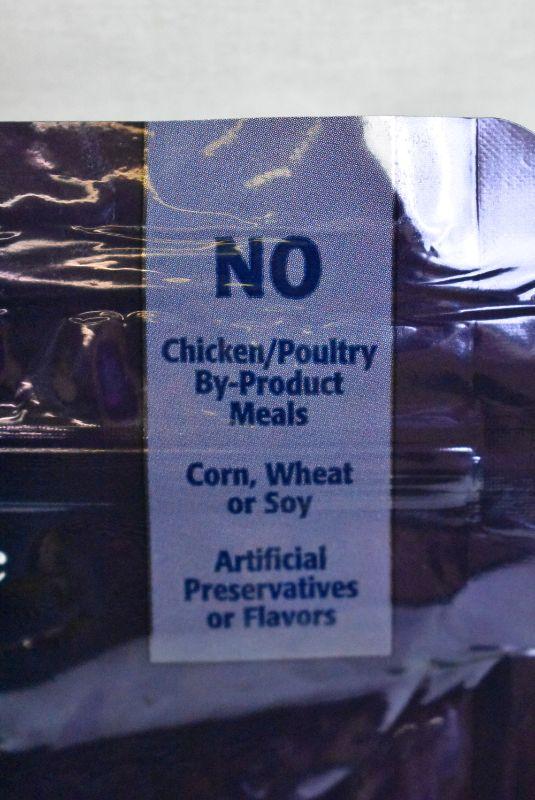 NO
Chicken/Poultry
By-Product
Meals
Corn, Wheat
or Soy
Artificial
Preservatives
or Flavors